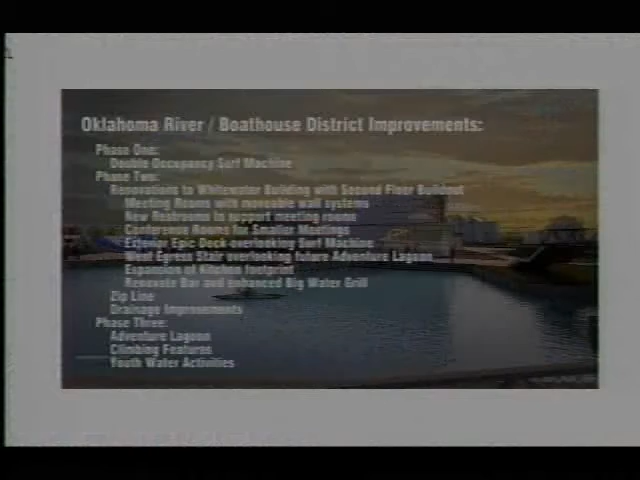 Oklahoma River / Boathouse District Improvements:
Phase One:
Double Occupancy Surf Machine
Phase Two:
Renovations to Whitewater Building with Second Floor Buildout
Meeting Rooms with moveable wall systems
New Restrooms to support meeting rooms
Conference Rooms for Smaller Meetings
Exterior Epic Deck overlooking Surf Machine
West Egress Stair overlooking future Adventure Lagoon
Expansion of Kitchen footprint
Renovate Bar and enhanced Big Water Grill
Zip Line
Drainage Improvements
Phase Three:
Adventure Lagoon
Climbing Features
Youth Water Activities